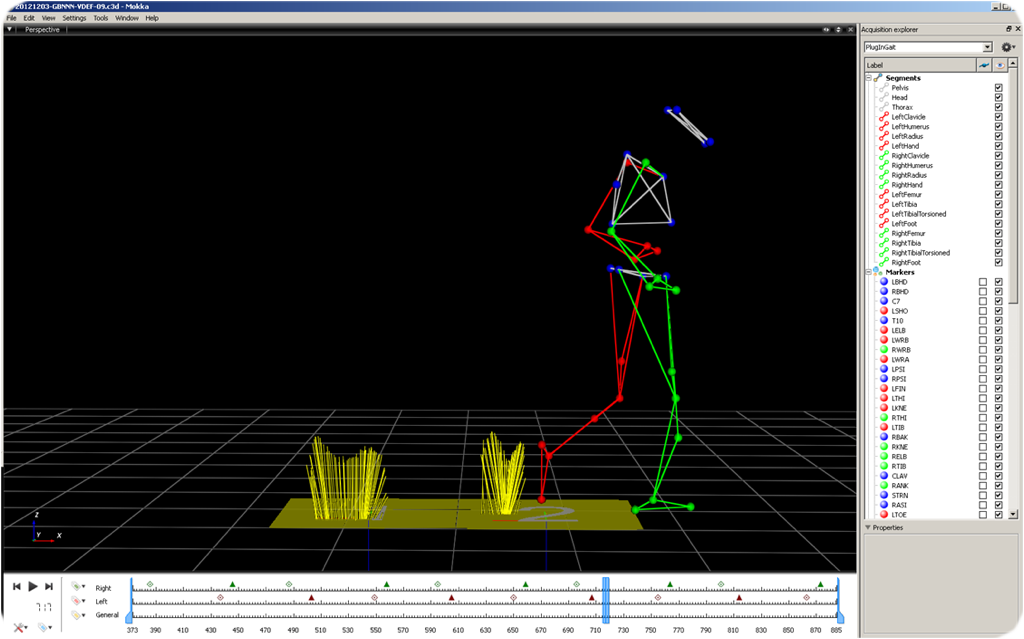 20121203-GBNNN-VDEF-09.c3d - Mokka
File Edit View Settings Tools Window Help
Perspective
Acquisition explorer
PlugInGait
Label
Segments
Pelvis
Head
Thorax
LeftClavicle
LeftHumerus
LeftRadius
LeftHand
RightClavicle
RightHumerus
RightRadius
RightHand
LeftFemur
LeftTibia
LeftTibialTorsioned
LeftFoot
RightFemur
RightTibia
RightTibialTorsioned
RightFoot
Markers
LBHD
RBHD
C7
LSHO
T10
LELB
LWRB
RWRB
LWRA
LPSI
RPSI
LFIN
LTHI
LKNE
RTHI
LTIB
RBAK
RKNE
RELB
RTIB
CLAV
RANK
STRN
RASI
LTOE
Properties
2
Z
Y X
Right
Left
General
717
373 390 410 430 450 470 490 510 530 550 570 590 610 630 650 670 690 710 730 750 770 790 810 830 850 870 885